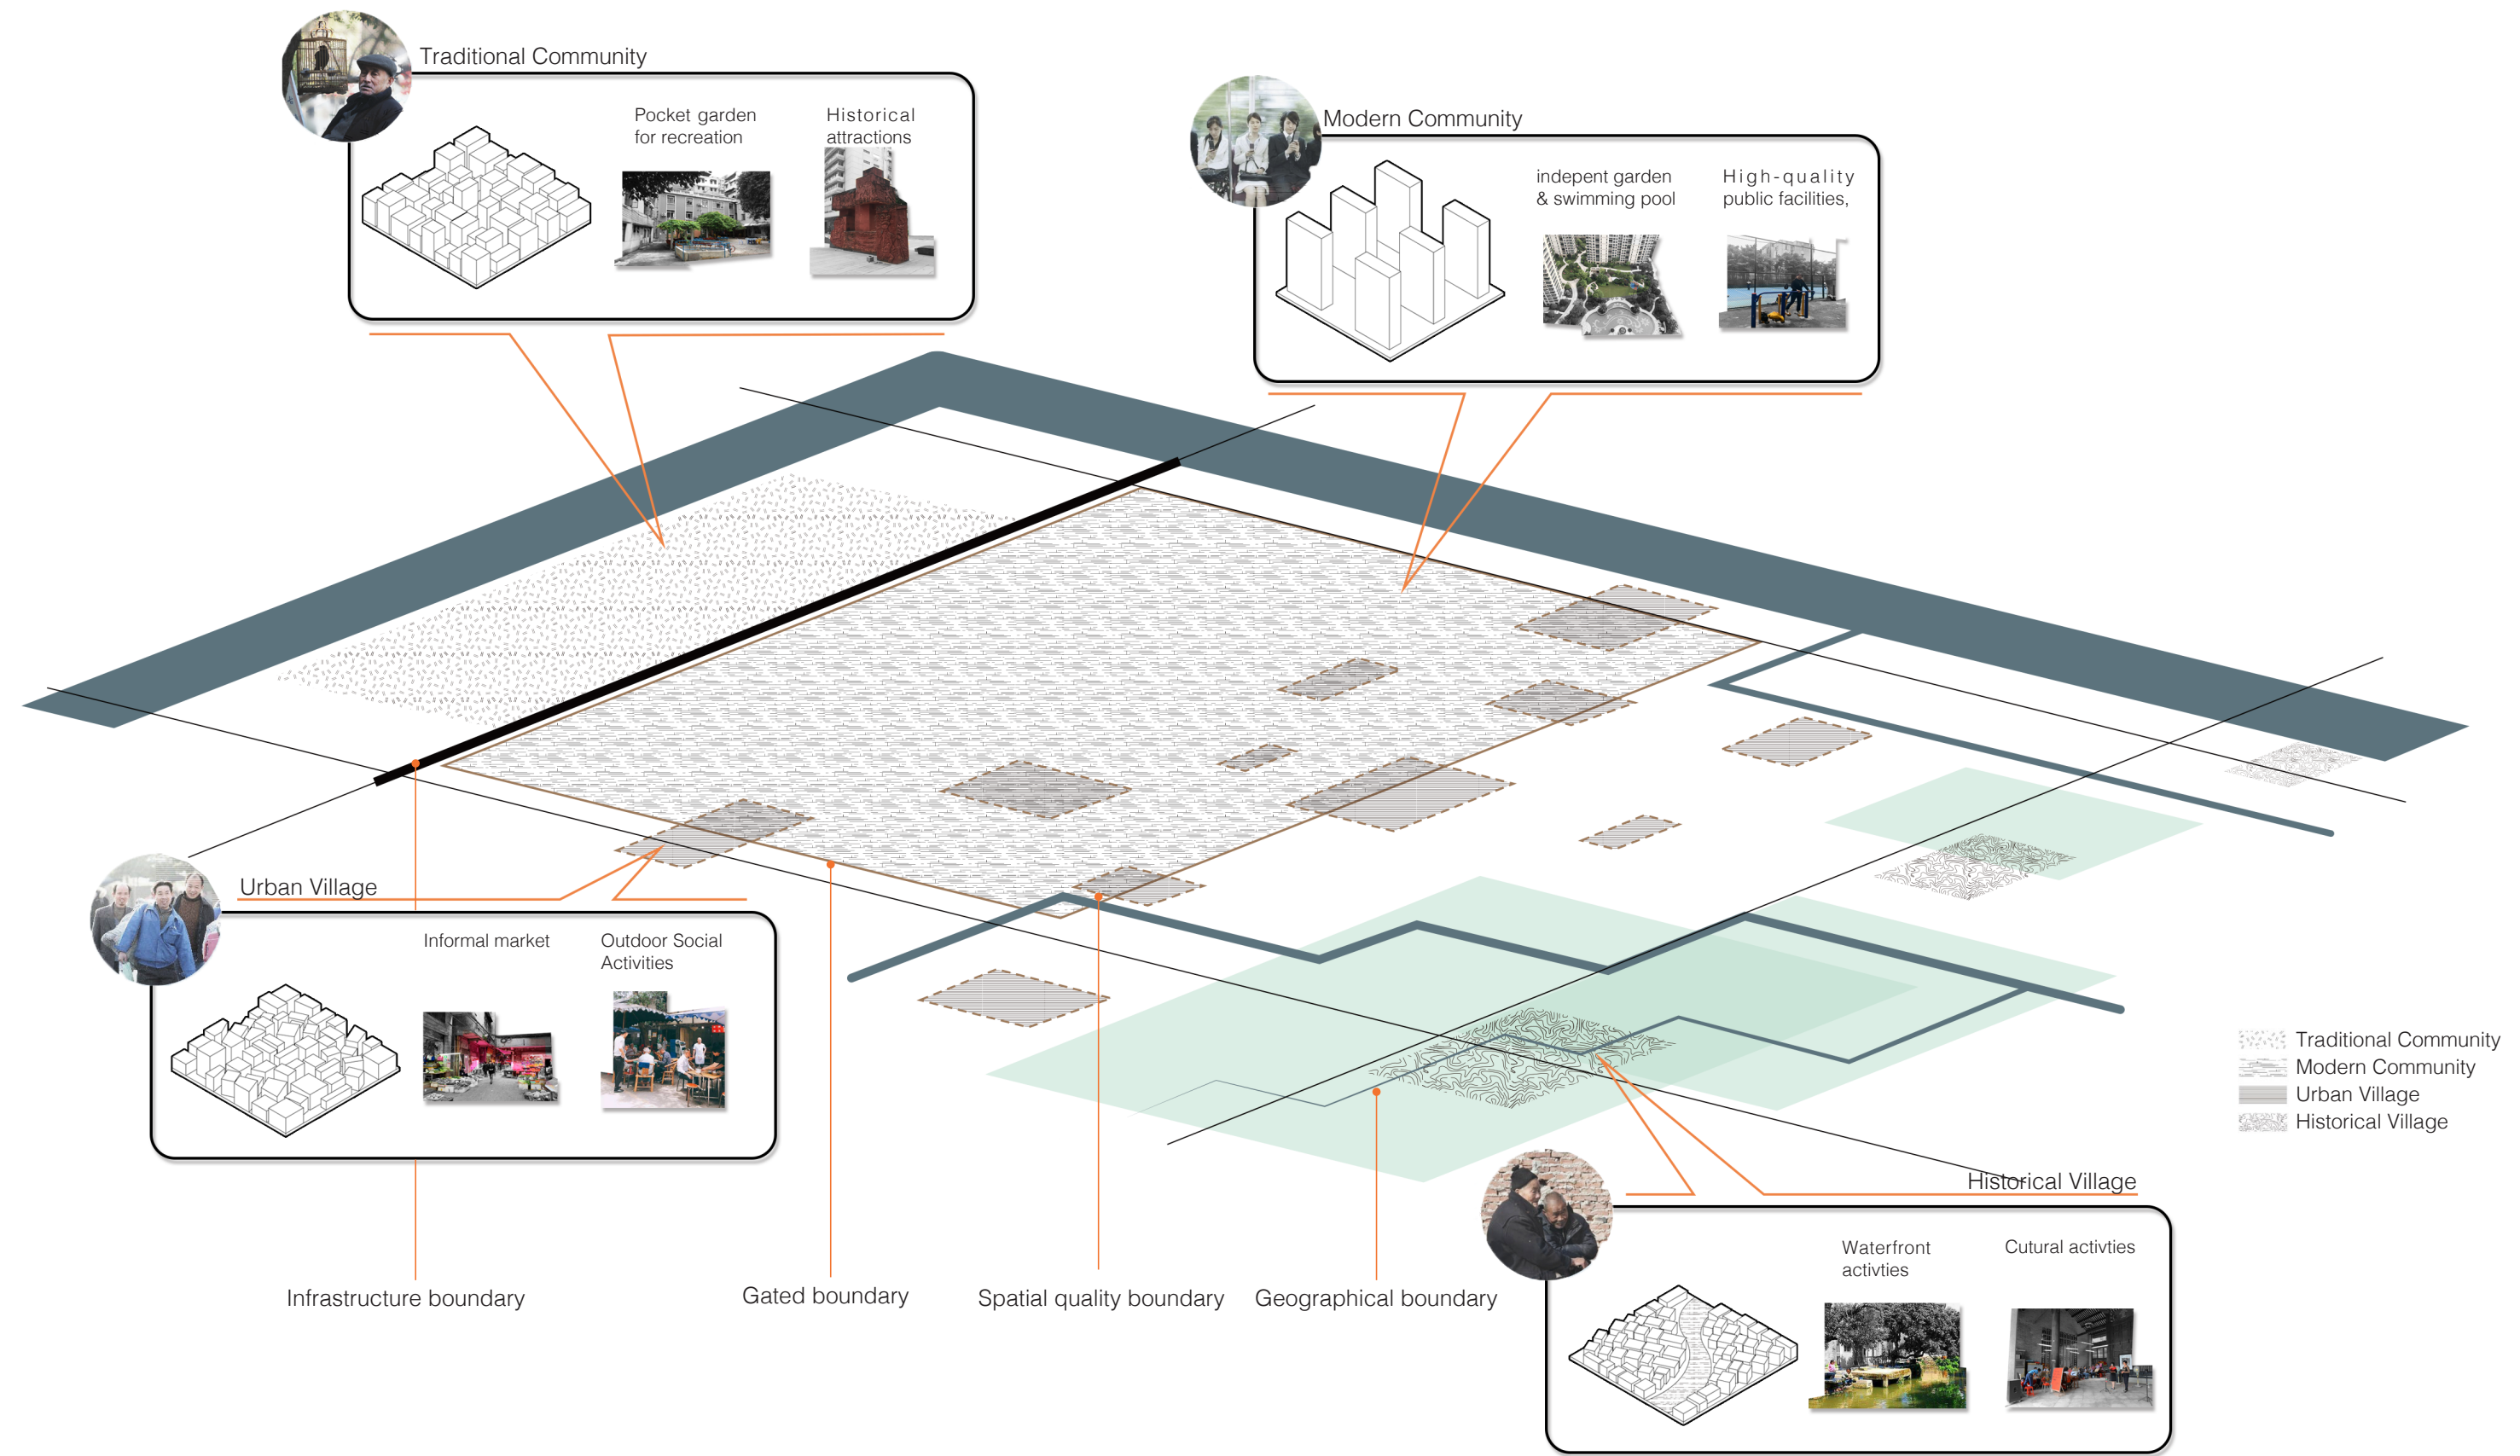 Traditional Community
Pocket garden
for recreation
Historical
attractions
Modern Community
indepent garden
& swimming pool
High-quality
public facilities,
Urban Village
Informal market
Outdoor Social
Activities
Traditional Community
Modern Community
Urban Village
Historical Village
Historical Village
Waterfront
activties
Cutural activties
Infrastructure boundary
Gated boundary
Spatial quality boundary
Geographical boundary